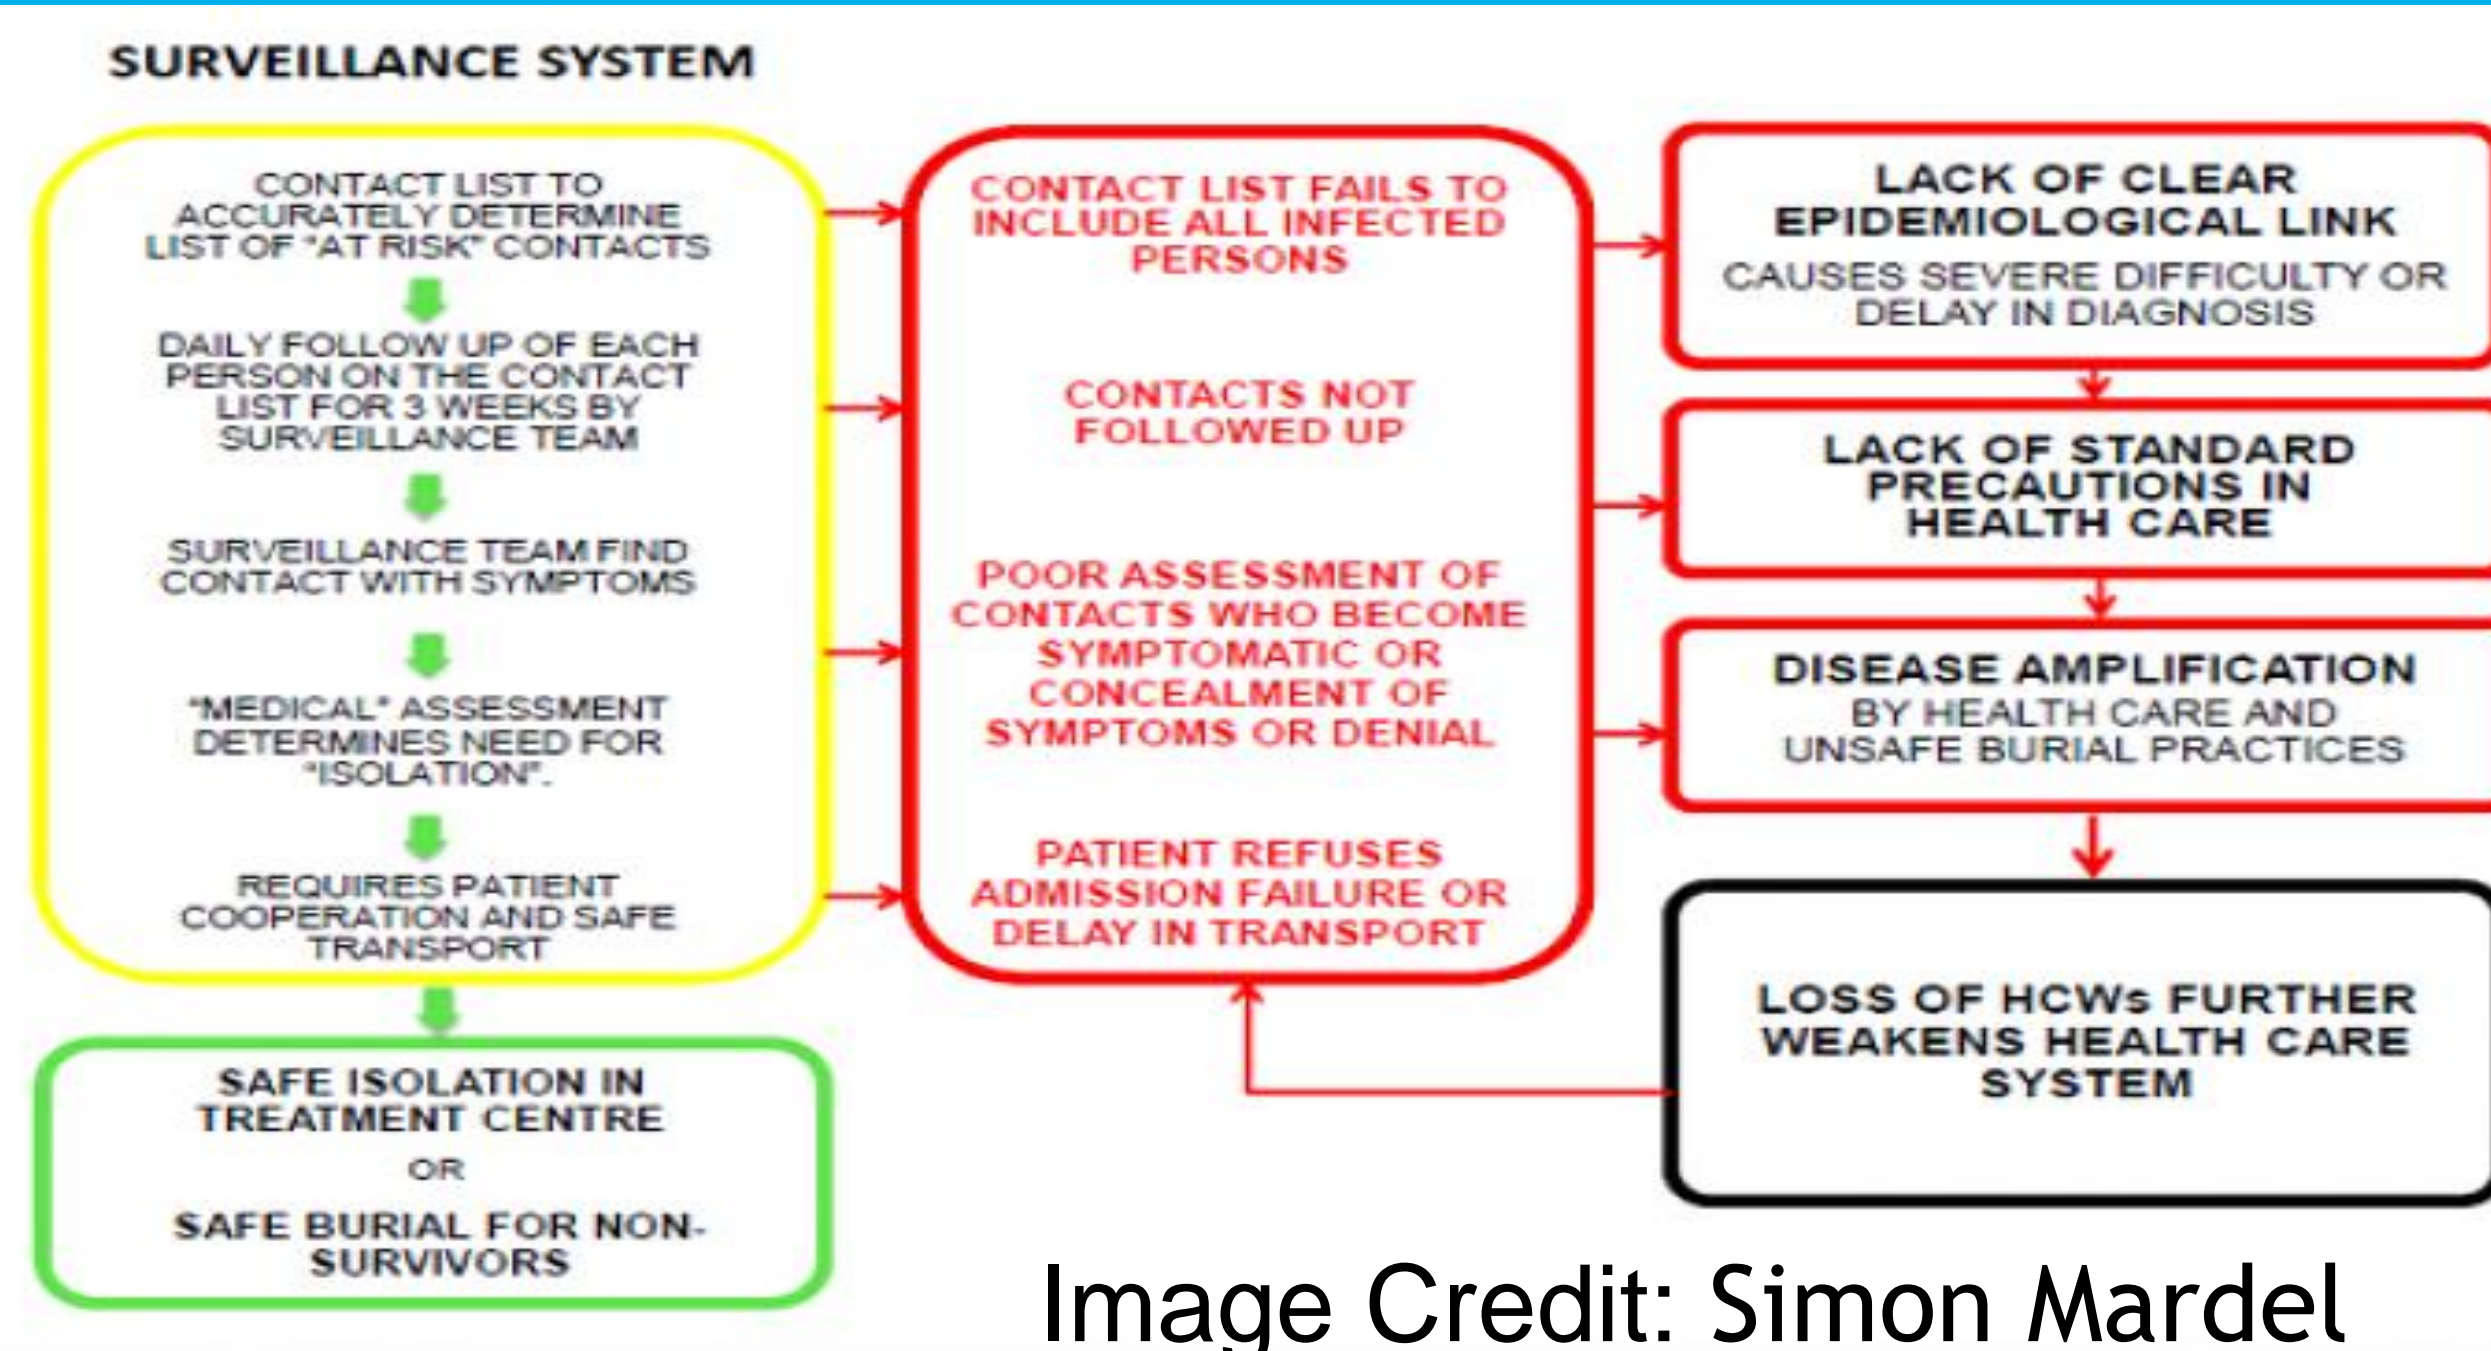 SURVEILLANCE SYSTEM
CONTACT LIST TO
ACCURATELY DETERMINE
LIST OF "AT RISK" CONTACTS
DAILY FOLLOW UP OF EACH
PERSON ON THE CONTACT
LIST FOR 3 WEEKS BY
SURVEILLANCE TEAM
SURVEILLANCE TEAM FIND
CONTACT WITH SYMPTOMS
"MEDICAL" ASSESSMENT
DETERMINES NEED FOR
"ISOLATION".
REQUIRES PATIENT
COOPERATION AND SAFE
TRANSPORT
SAFE ISOLATION IN
TREATMENT CENTRE
OR
SAFE BURIAL FOR NON-
SURVIVORS
CONTACT LIST FAILS TO
INCLUDE ALL INFECTED
PERSONS
CONTACTS NOT
FOLLOWED UP
POOR ASSESSMENT OF
CONTACTS WHO BECOME
SYMPTOMATIC OR
CONCEALMENT OF
SYMPTOMS OR DENIAL
PATIENT REFUSES
ADMISSION FAILURE OR
DELAY IN TRANSPORT
LACK OF CLEAR
EPIDEMIOLOGICAL LINK
CAUSES SEVERE DIFFICULTY OR
DELAY IN DIAGNOSIS
LACK OF STANDARD
PRECAUTIONS IN
HEALTH CARE
DISEASE AMPLIFICATION
BY HEALTH CARE AND
UNSAFE BURIAL PRACTICES
LOSS OF HCWs FURTHER
WEAKENS HEALTH CARE
SYSTEM
Image Credit: Simon Mardel